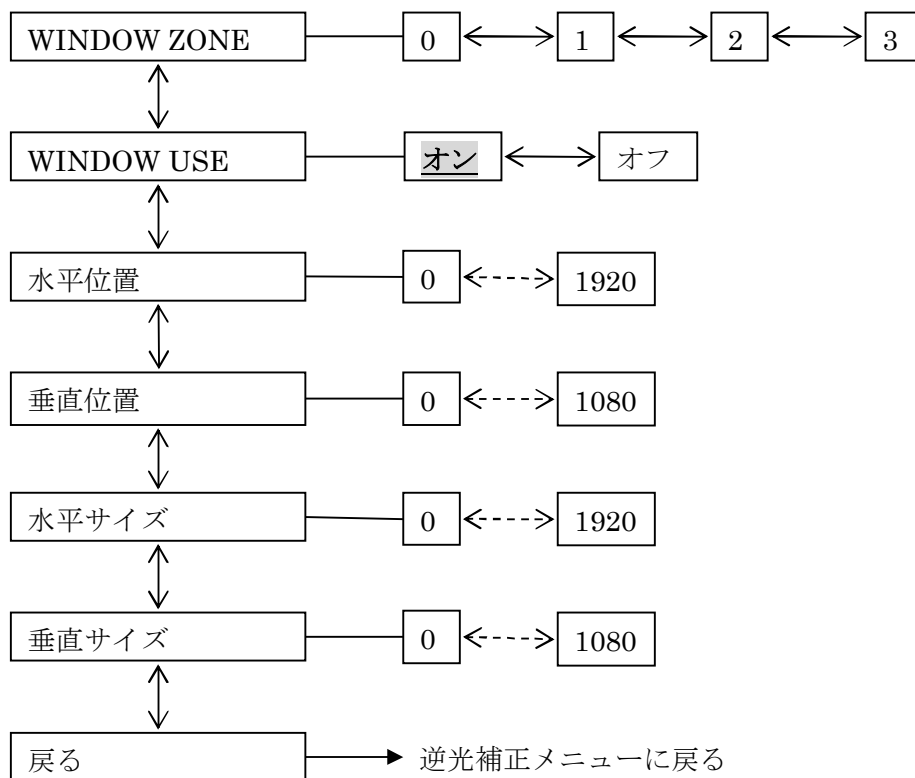 WINDOW ZONE 0 1 2 3
WINDOW USE オン オフ
水平位置 0 1920
垂直位置 0 1080
水平サイズ 0 1920
垂直サイズ 0 1080
戻る 逆光補正メニューに戻る